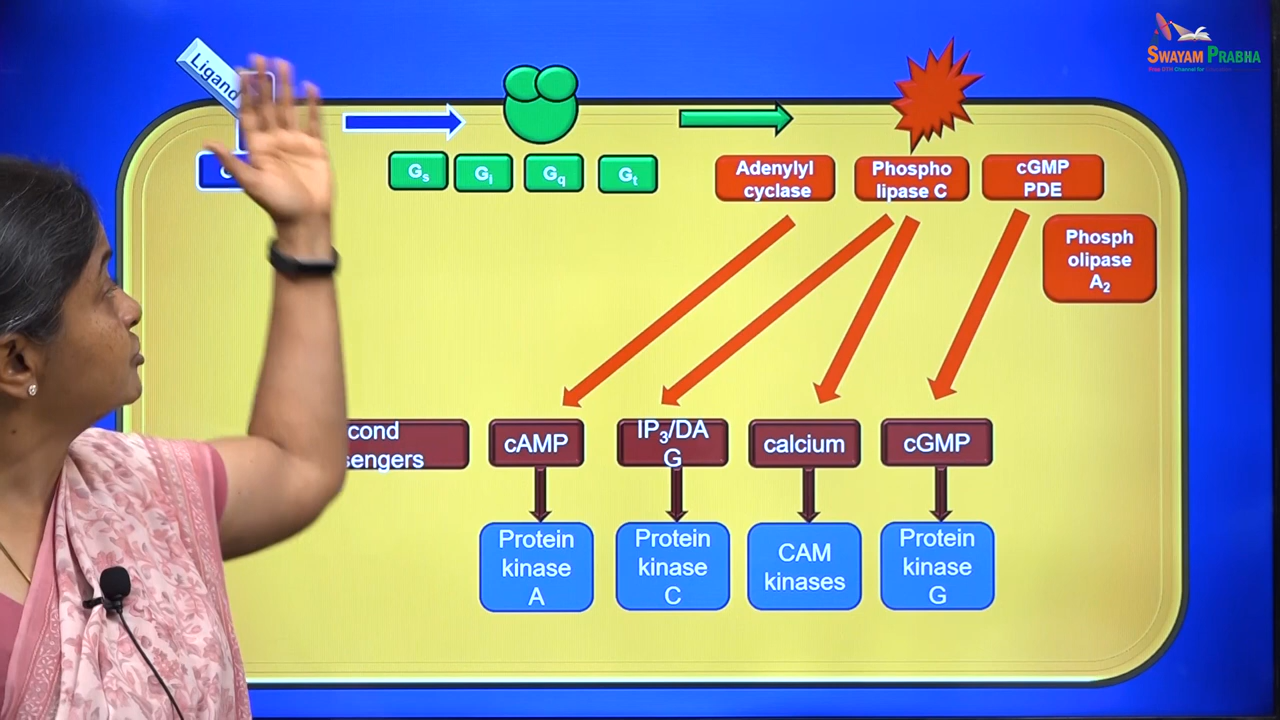 Ligand
SWAYAM PRABHA
Gs
Gi
Gq
Gt
Adenylyl
cyclase
Phospho
lipase C
cGMP
PDE
Phosph
olipase
A2
cond
sengers
cAMP
IP3/DA
G
calcium
cGMP
Protein
kinase
A
Protein
kinase
C
CAM
kinases
Protein
kinase
G